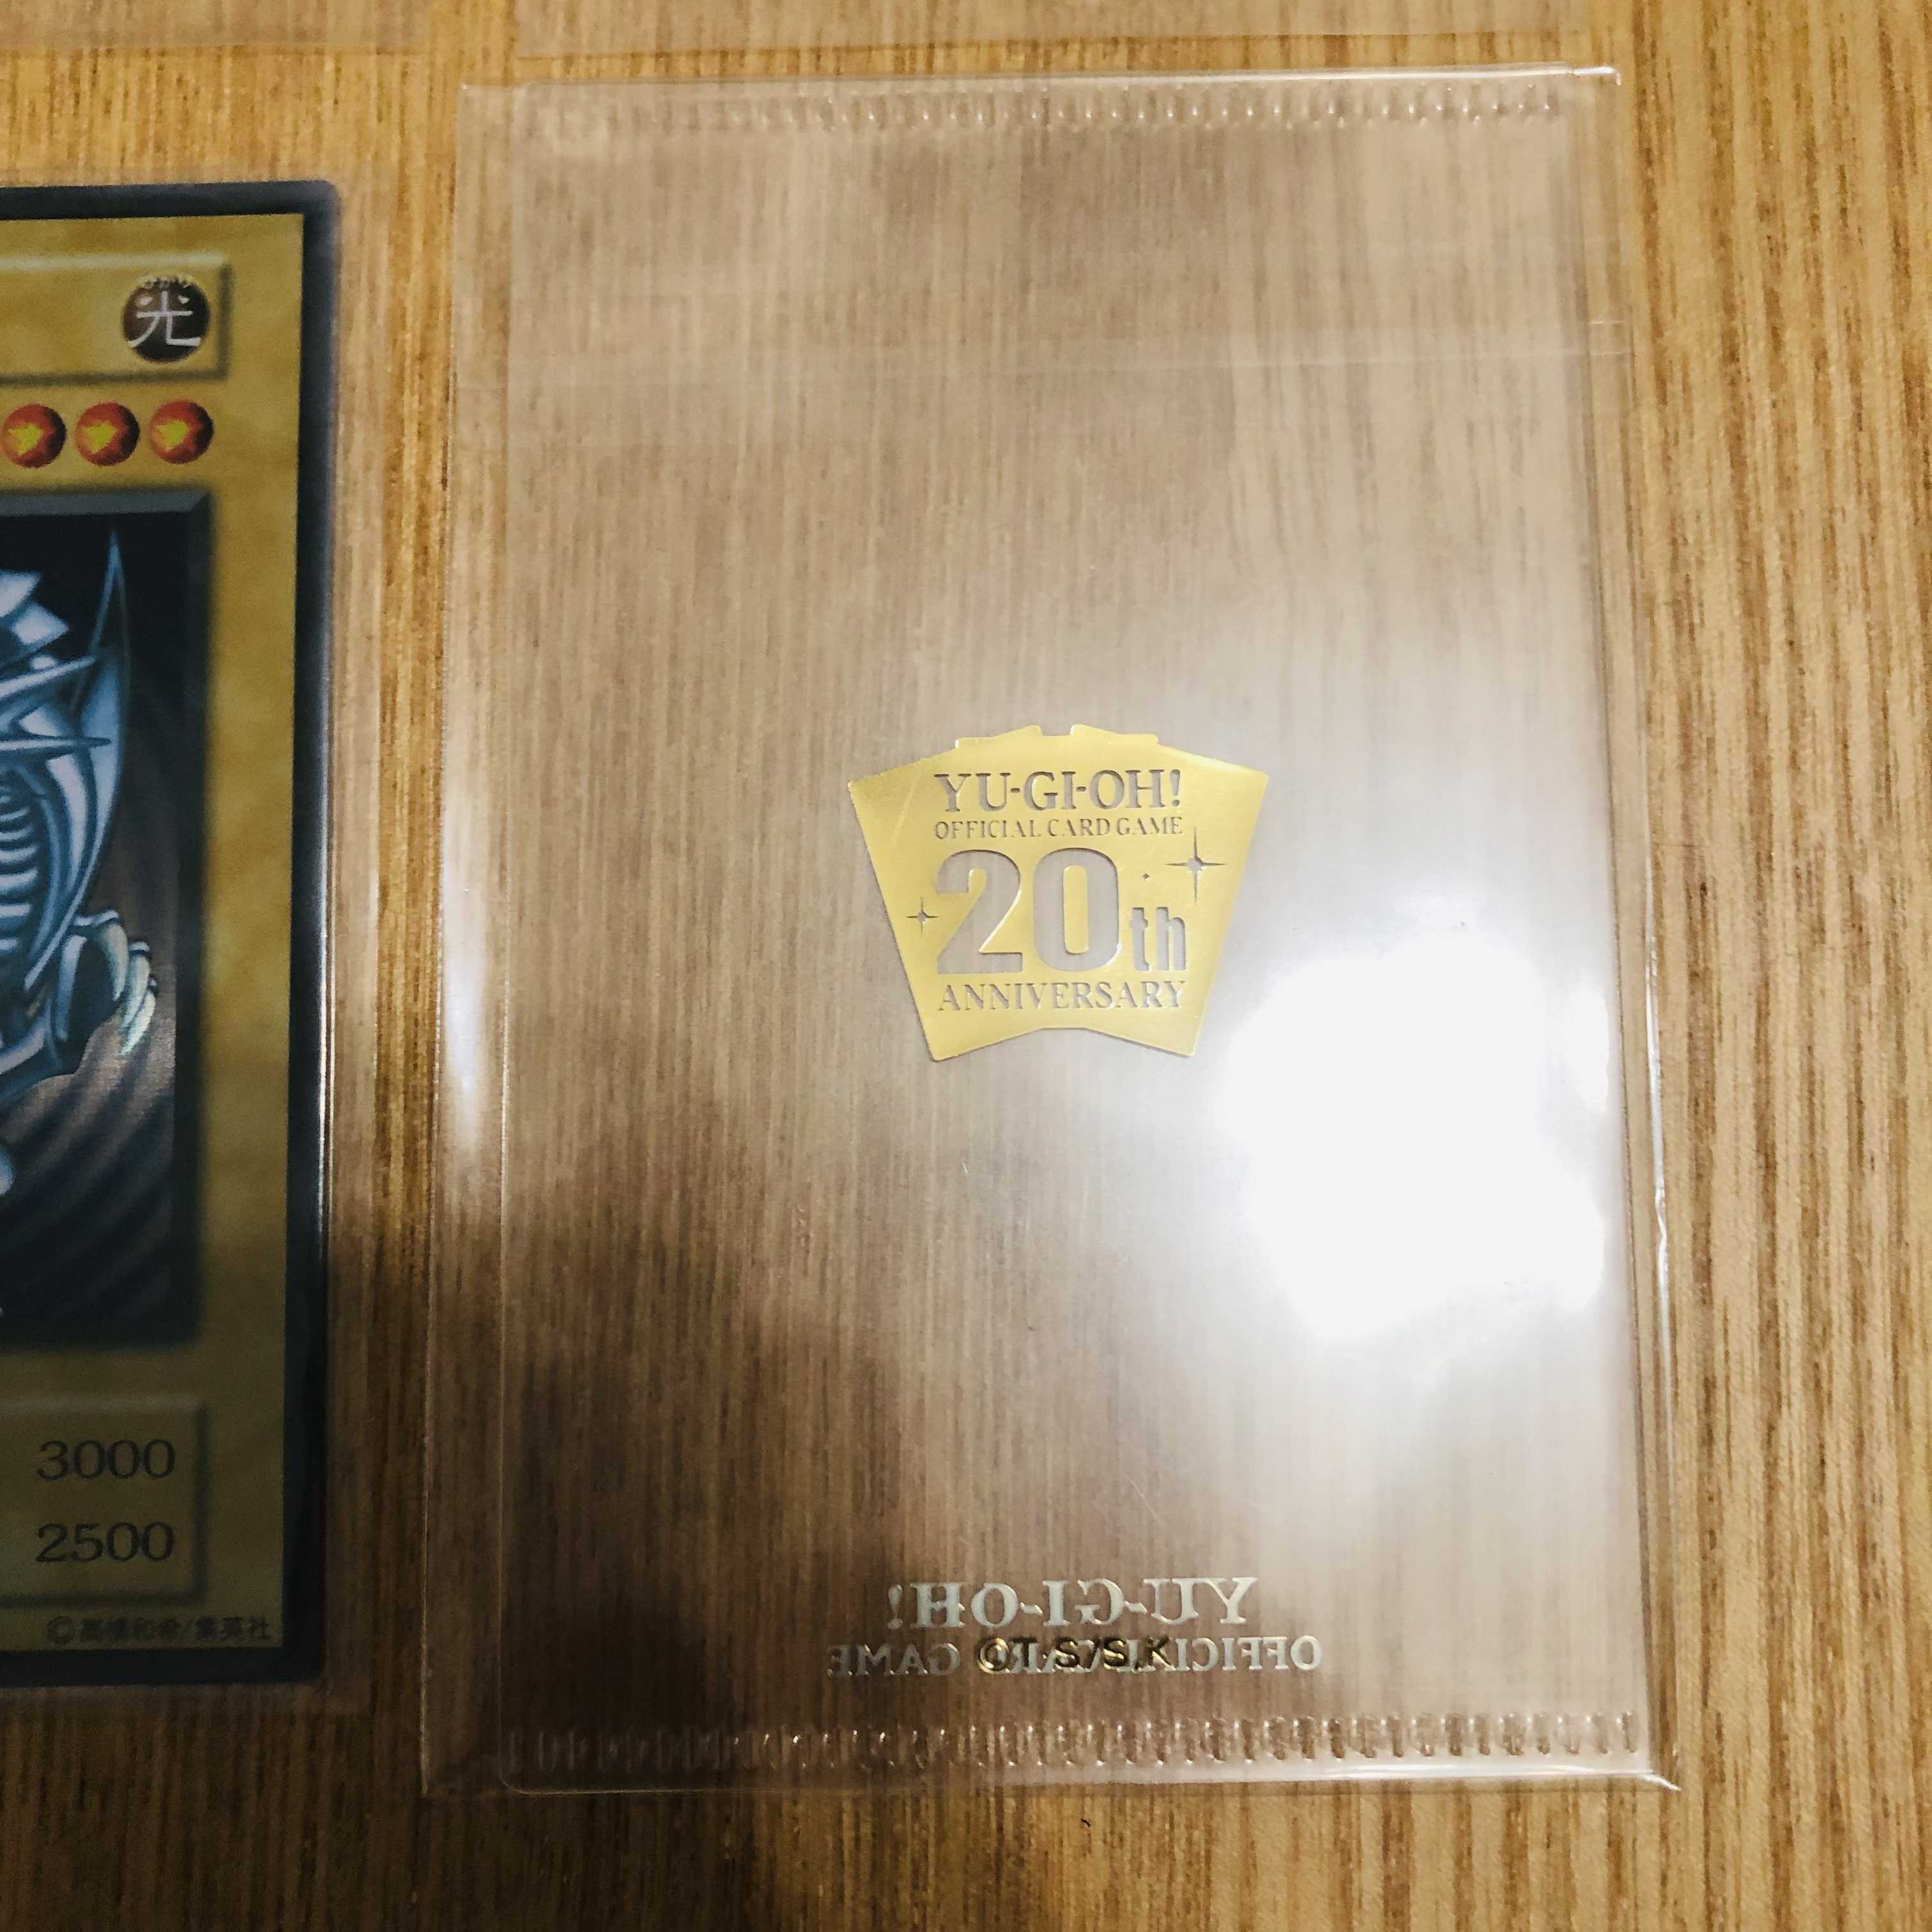 光
3000
2500
©高橋和希/集英社
YU-GI-OH!
OFFICIAL CARD GAME
20th
ANNIVERSARY
YU-GI-OH!
OFFICIAL CARD GAME
©T・S/S,K